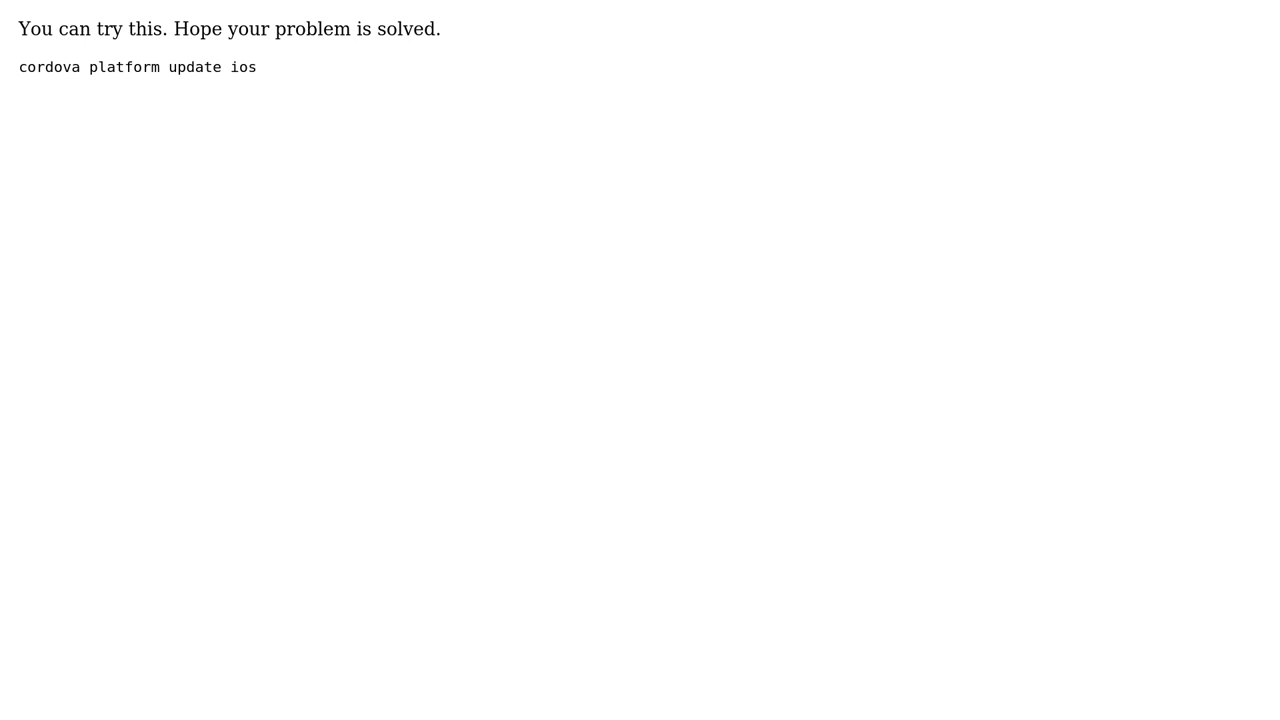 You can try this. Hope your problem is solved.
cordova platform update ios